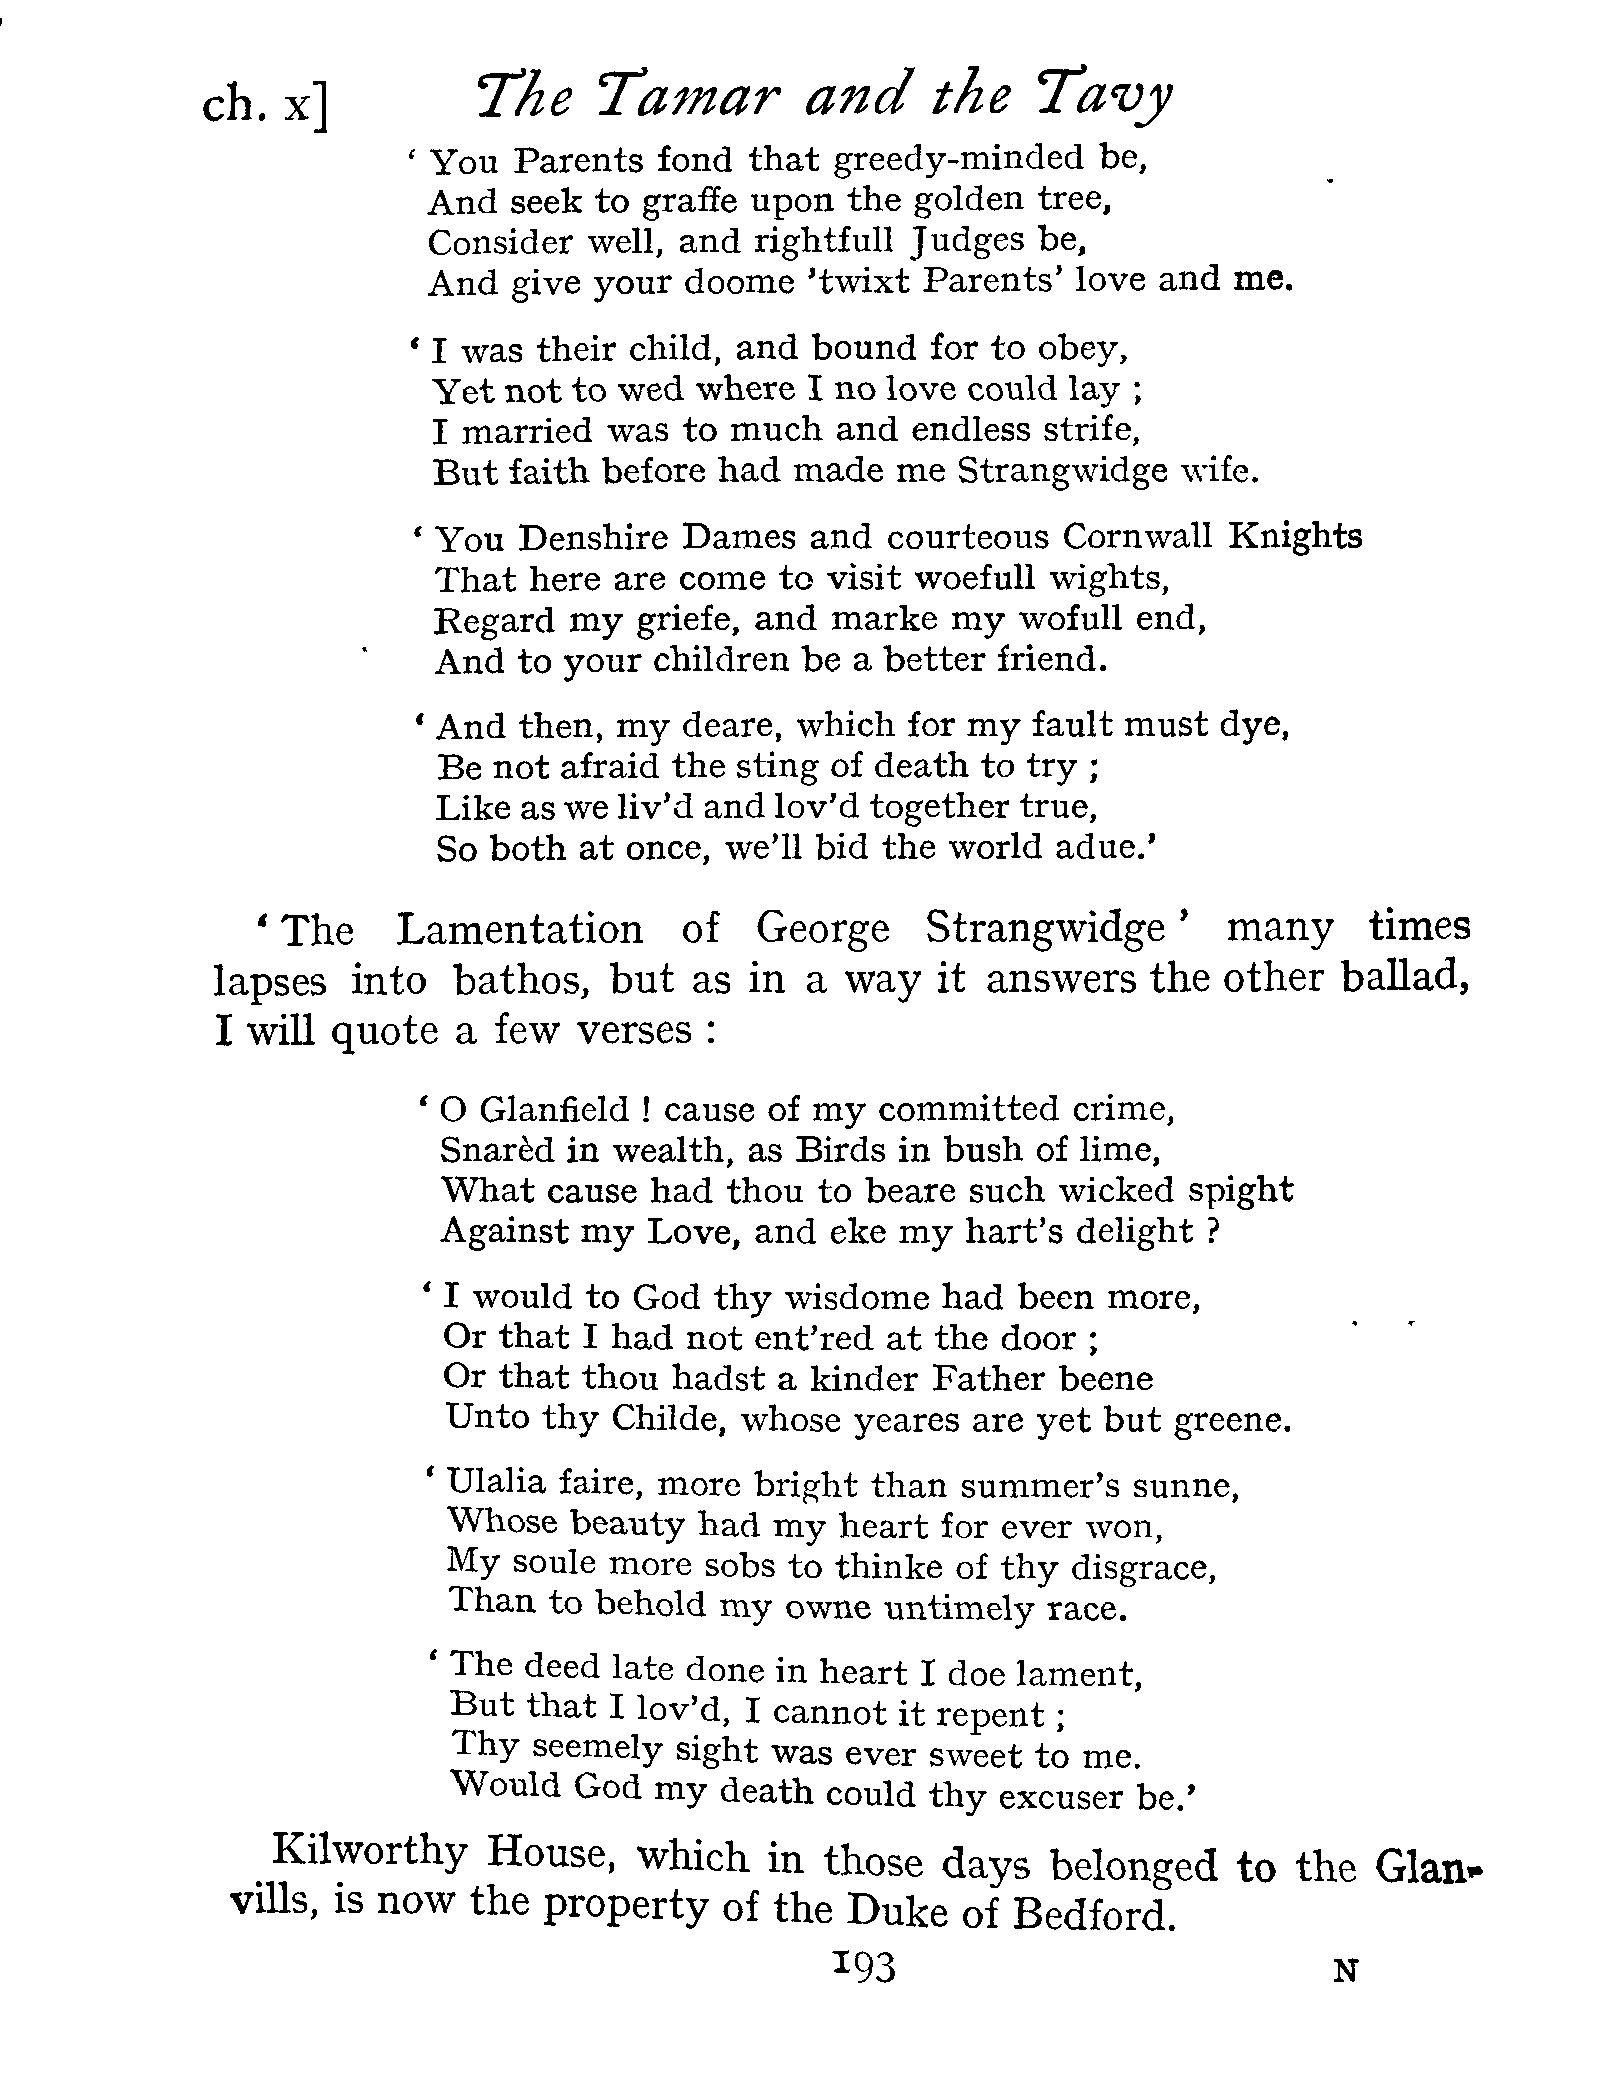 ch. x] The Tamar and the Tavy
‘ You Parents fond that greedy-minded be,
And seek to graffe upon the golden tree,
Consider well, and rightfull Judges be,
And give your doome ’twixt Parents’ love and me.
‘ I was their child, and bound for to obey,
Yet not to wed where I no love could lay ;
I married was to much and endless strife,
But faith before had made me Strangwidge wife.
‘ You Denshire Dames and courteous Cornwall Knights
That here are come to visit woefull wights,
Regard my griefe, and marke my wofull end,
And to your children be a better friend.
‘ And then, my deare, which for my fault must dye,
Be not afraid the sting of death to try ;
Like as we liv’d and lov’d together true,
So both at once, we’ll bid the world adue.’
‘ The Lamentation of George Strangwidge ’ many times
lapses into bathos, but as in a way it answers the other ballad,
I will quote a few verses :
‘ O Glanfield ! cause of my committed crime,
Snarèd in wealth, as Birds in bush of lime,
What cause had thou to beare such wicked spight
Against my Love, and eke my hart’s delight ?
‘ I would to God thy wisdome had been more,
Or that I had not ent’red at the door ;
Or that thou hadst a kinder Father beene
Unto thy Childe, whose yeares are yet but greene.
‘ Ulalia faire, more bright than summer’s sunne,
Whose beauty had my heart for ever won,
My soule more sobs to thinke of thy disgrace,
Than to behold my owne untimely race.
‘ The deed late done in heart I doe lament,
But that I lov’d, I cannot it repent ;
Thy seemely sight was ever sweet to me.
Would God my death could thy excuser be.’
Kilworthy House, which in those days belonged to the Glan-
vills, is now the property of the Duke of Bedford.
193 N